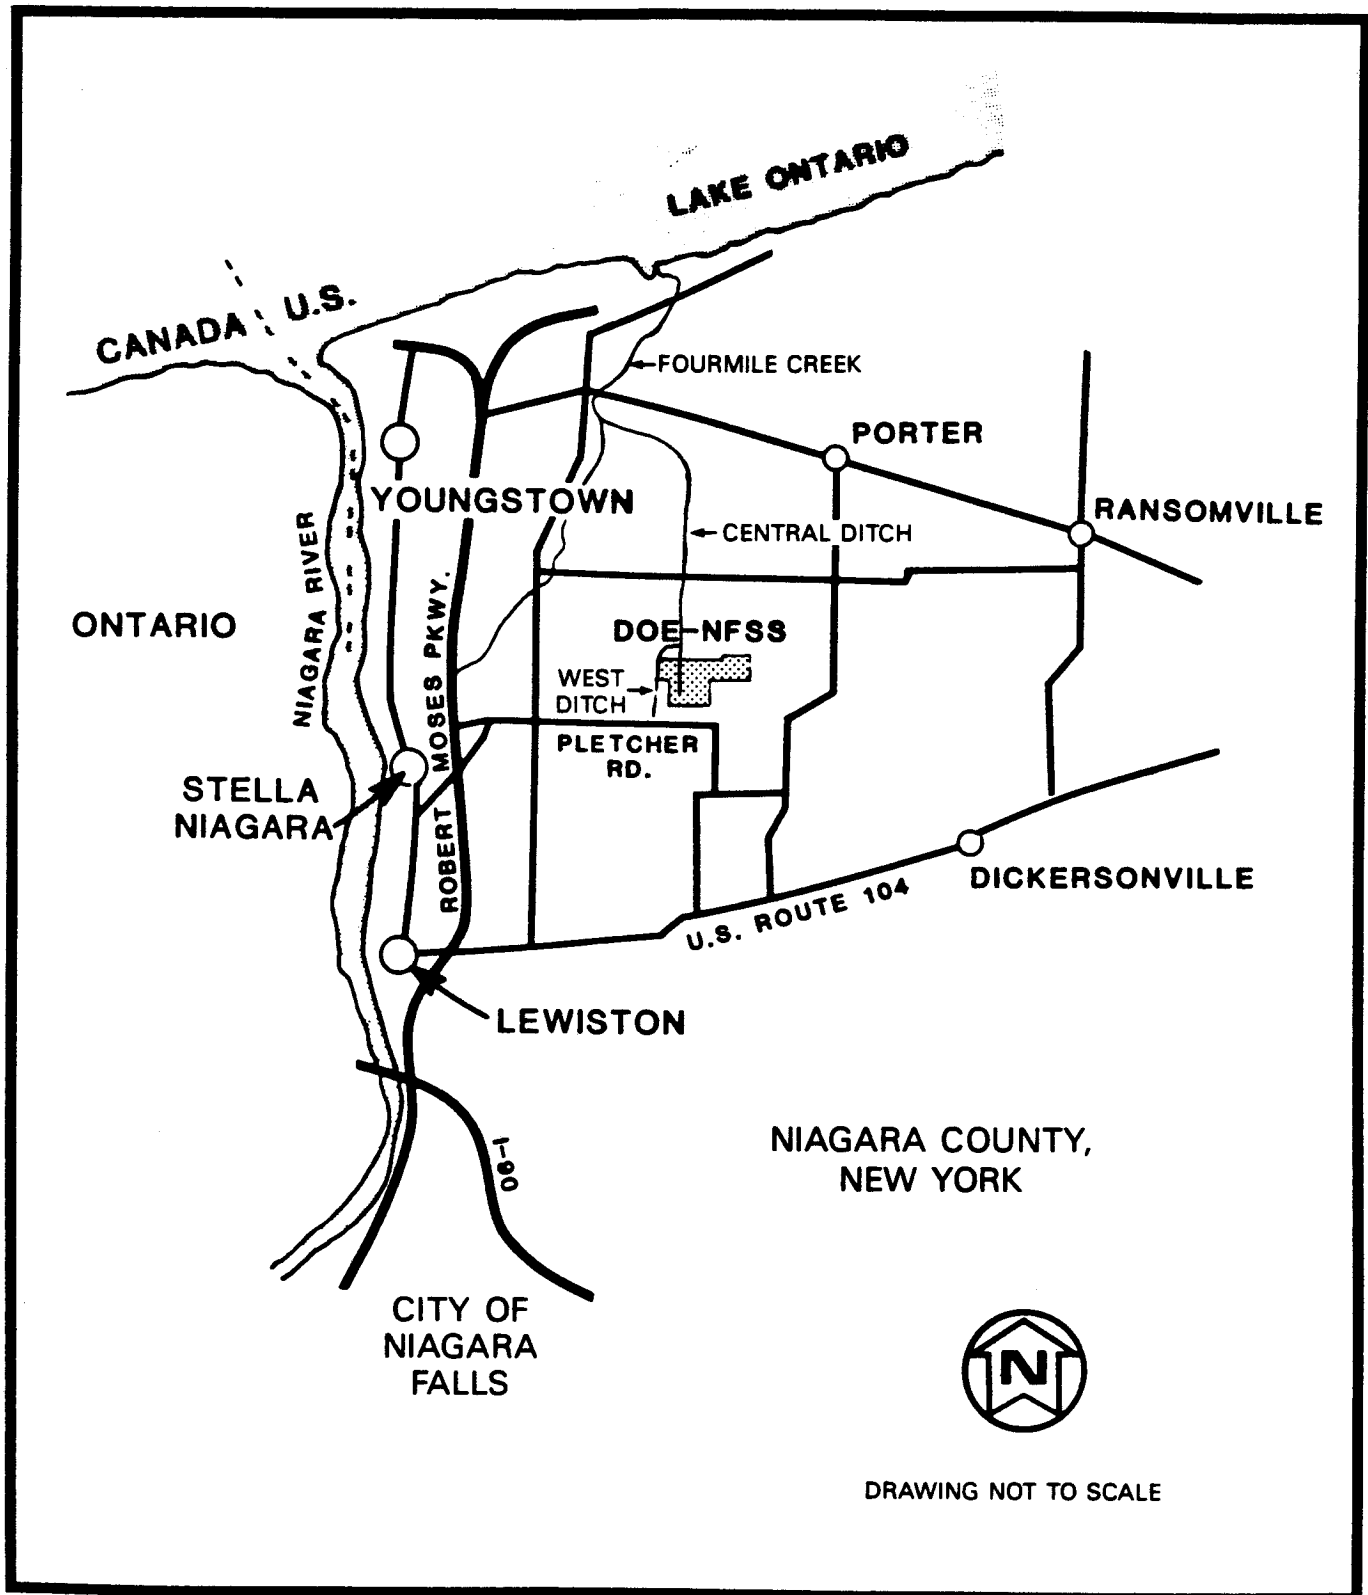 LAKE ONTARIO
CANADA
U.S.
FOURMILE CREEK
PORTER
YOUNGSTOWN
RANSOMVILLE
CENTRAL DITCH
NIAGARA RIVER
ONTARIO
DOE-NFSS
WEST
DITCH
ROBERT MOSES PKWY.
PLETCHER
RD.
STELLA
NIAGARA
DICKERSONVILLE
U.S. ROUTE 104
LEWISTON
I-90
NIAGARA COUNTY,
NEW YORK
CITY OF
NIAGARA
FALLS
N
DRAWING NOT TO SCALE